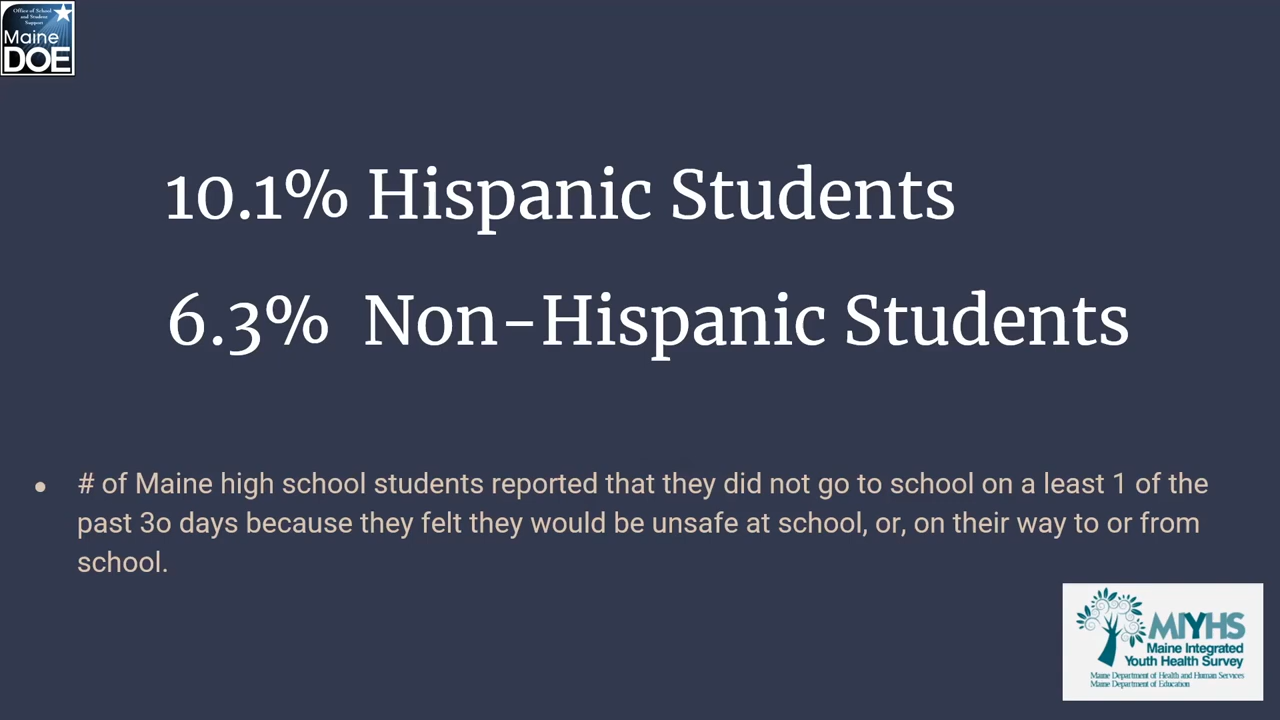 Office of School
and Student
Support
Maine
DOE
10.1% Hispanic Students
6.3% Non-Hispanic Students
● # of Maine high school students reported that they did not go to school on a least 1 of the
past 3o days because they felt they would be unsafe at school, or, on their way to or from
school.
MIYHS
Maine Integrated
Youth Health Survey
Maine Department of Health and Human Services
Maine Department of Education